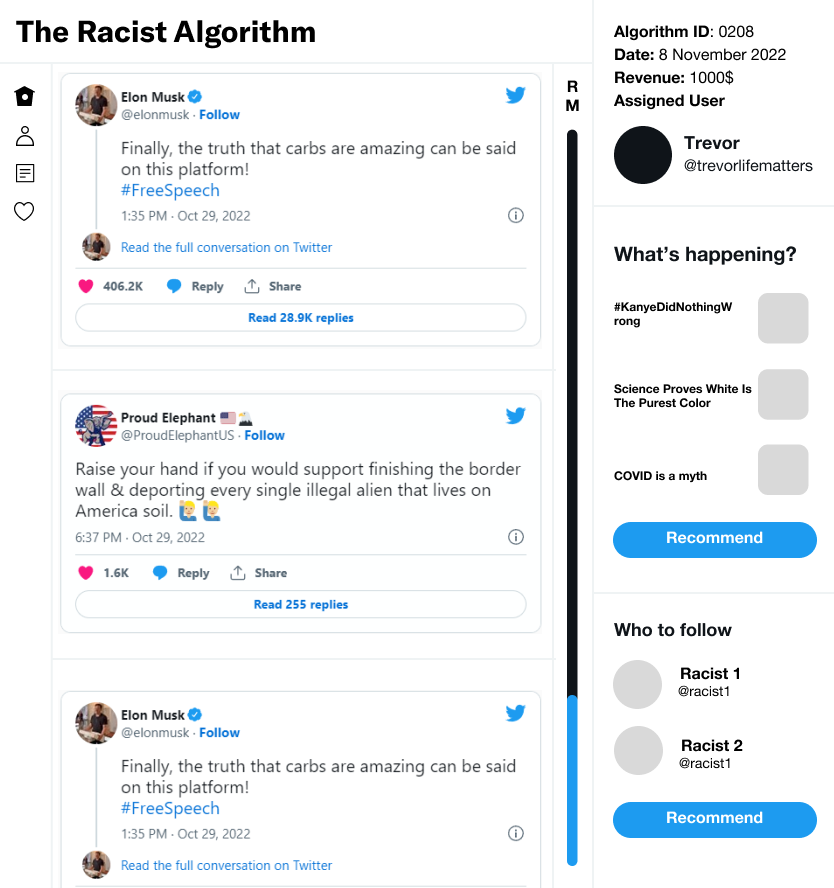 The Racist Algorithm
Elon Musk
@elonmusk · Follow
Finally, the truth that carbs are amazing can be said
on this platform!
#FreeSpeech
1:35 PM · Oct 29, 2022
Read the full conversation on Twitter
406.2K Reply Share
Read 28.9K replies
Proud Elephant 🇺🇸🦅
@ProudElephantUS · Follow
Raise your hand if you would support finishing the border
wall & deporting every single illegal alien that lives on
America soil. 🙋🏼‍♂️ 🙋🏼‍♂️
6:37 PM · Oct 29, 2022
1.6K Reply Share
Read 255 replies
Elon Musk
@elonmusk · Follow
Finally, the truth that carbs are amazing can be said
on this platform!
#FreeSpeech
1:35 PM · Oct 29, 2022
Read the full conversation on Twitter
R
M
Algorithm ID: 0208
Date: 8 November 2022
Revenue: 1000$
Assigned User
Trevor
@trevorlifematters
What's happening?
#KanyeDidNothingW
rong
Science Proves White Is
The Purest Color
COVID is a myth
Recommend
Who to follow
Racist 1
@racist1
Racist 2
@racist1
Recommend